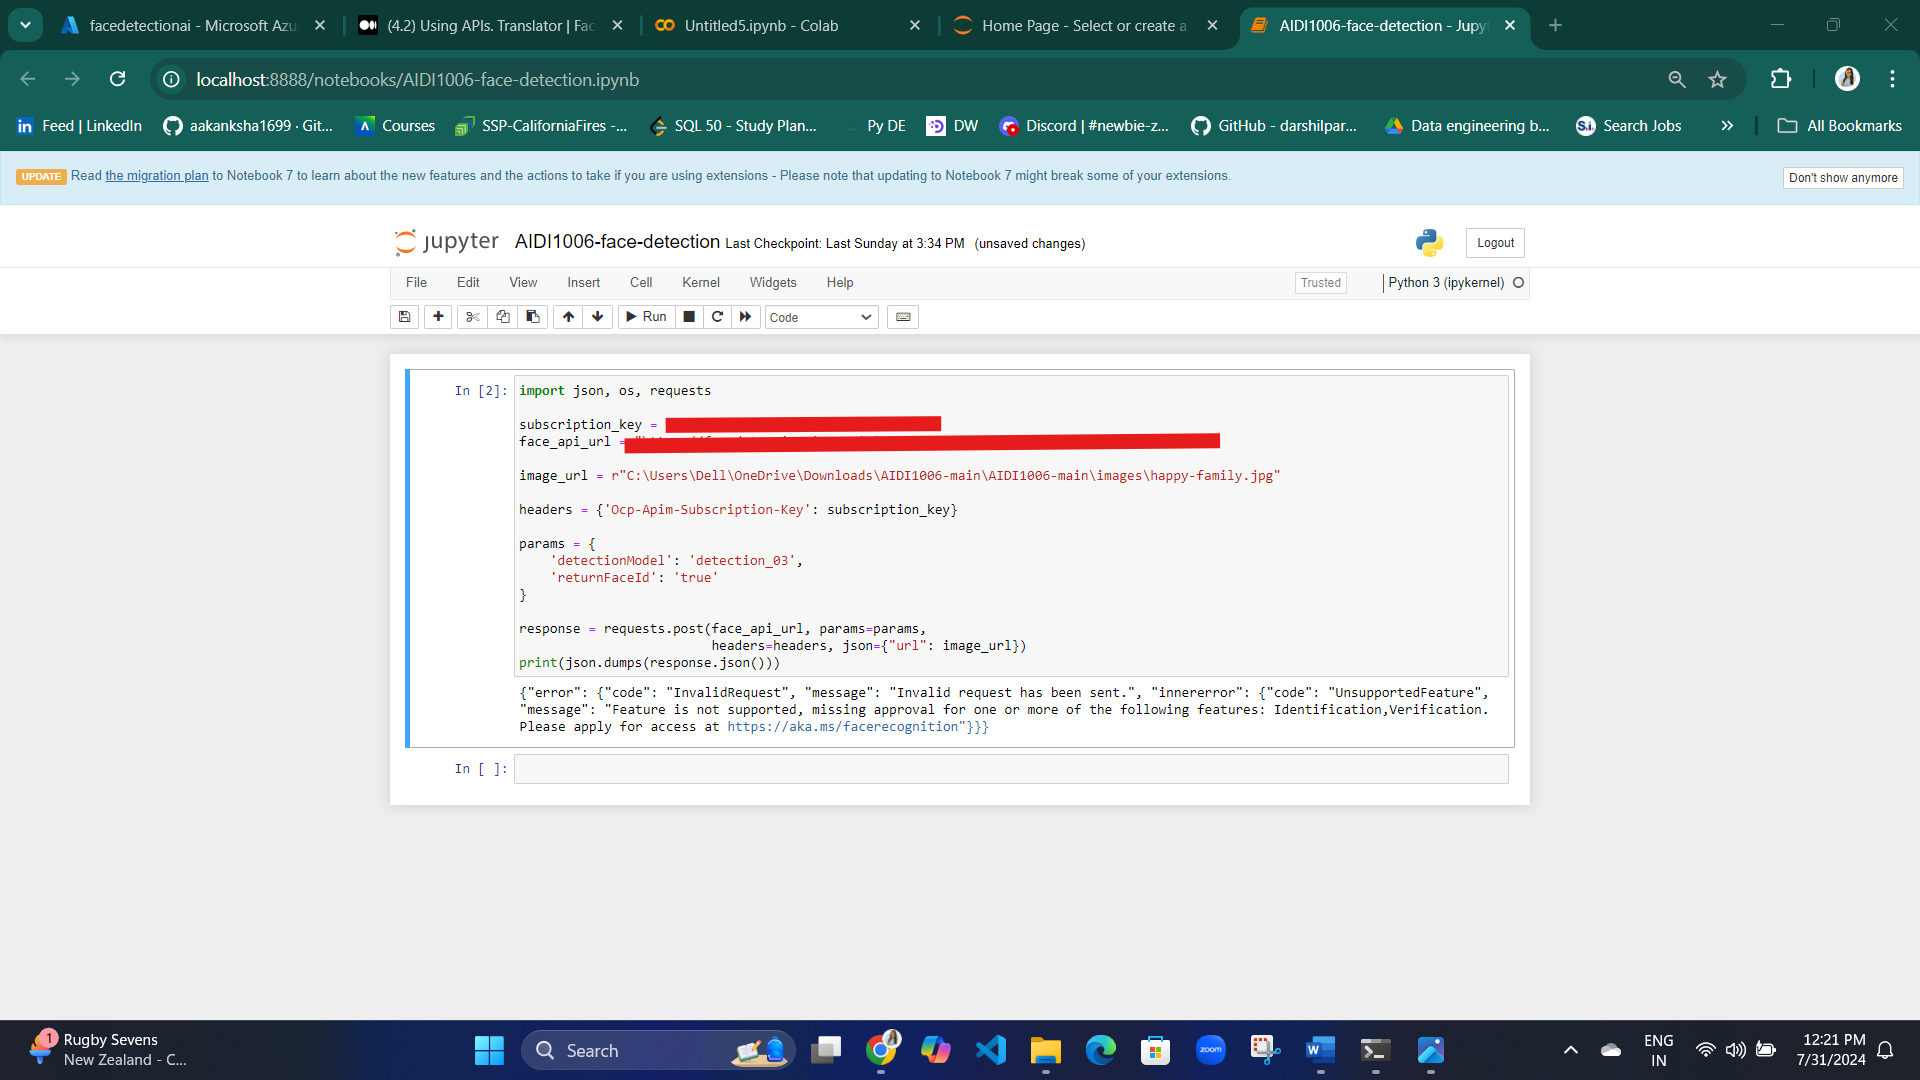 facedetectionai - Microsoft Azu
(4.2) Using APIs. Translator | Fac
Untitled5.ipynb - Colab
Home Page - Select or create a
AIDI1006-face-detection - Jupy
localhost:8888/notebooks/AIDI1006-face-detection.ipynb
Feed | LinkedIn
aakanksha1699 · Git...
Courses
SSP-CaliforniaFires -...
SQL 50 - Study Plan...
Py DE
DW
Discord | #newbie-z...
GitHub - darshilpar...
Data engineering b...
S.i.
Search Jobs
All Bookmarks
UPDATE Read the migration plan to Notebook 7 to learn about the new features and the actions to take if you are using extensions - Please note that updating to Notebook 7 might break some of your extensions.
Don't show anymore
jupyter AIDI1006-face-detection Last Checkpoint: Last Sunday at 3:34 PM (unsaved changes)
Logout
File Edit View Insert Cell Kernel Widgets Help
Trusted
Python 3 (ipykernel)
Run
Code
In [2]: import json, os, requests
subscription_key =
face_api_url =
image_url = r"C:\Users\Dell\OneDrive\Downloads\AIDI1006-main\AIDI1006-main\images\happy-family.jpg"
headers = {'Ocp-Apim-Subscription-Key': subscription_key}
params = {
'detectionModel': 'detection_03',
'returnFaceId': 'true'
}
response = requests.post(face_api_url, params=params,
headers=headers, json={"url": image_url})
print(json.dumps(response.json()))
{"error": {"code": "InvalidRequest", "message": "Invalid request has been sent.", "innererror": {"code": "UnsupportedFeature",
"message": "Feature is not supported, missing approval for one or more of the following features: Identification,Verification.
Please apply for access at https://aka.ms/facerecognition"}}}
In [ ]:
1
Rugby Sevens
New Zealand - C...
Search
zoom
W
ENG
IN
12:21 PM
7/31/2024